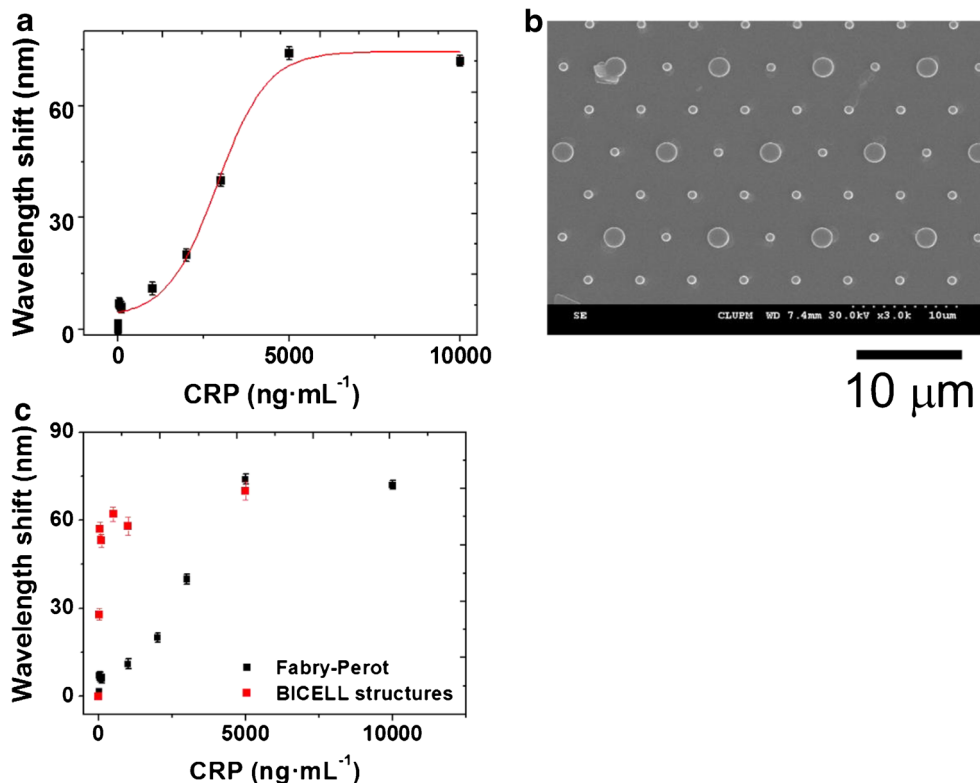 a
Wavelength shift (nm)
60
30
0
0 5000 10000
CRP (ng·mL⁻¹)
b
SE CLUPM WD 7.4mm 30.0kV x3.0k 10um
10 μm
c
Wavelength shift (nm)
90
60
30
0
Fabry-Perot
BICELL structures
0 5000 10000
CRP (ng·mL⁻¹)